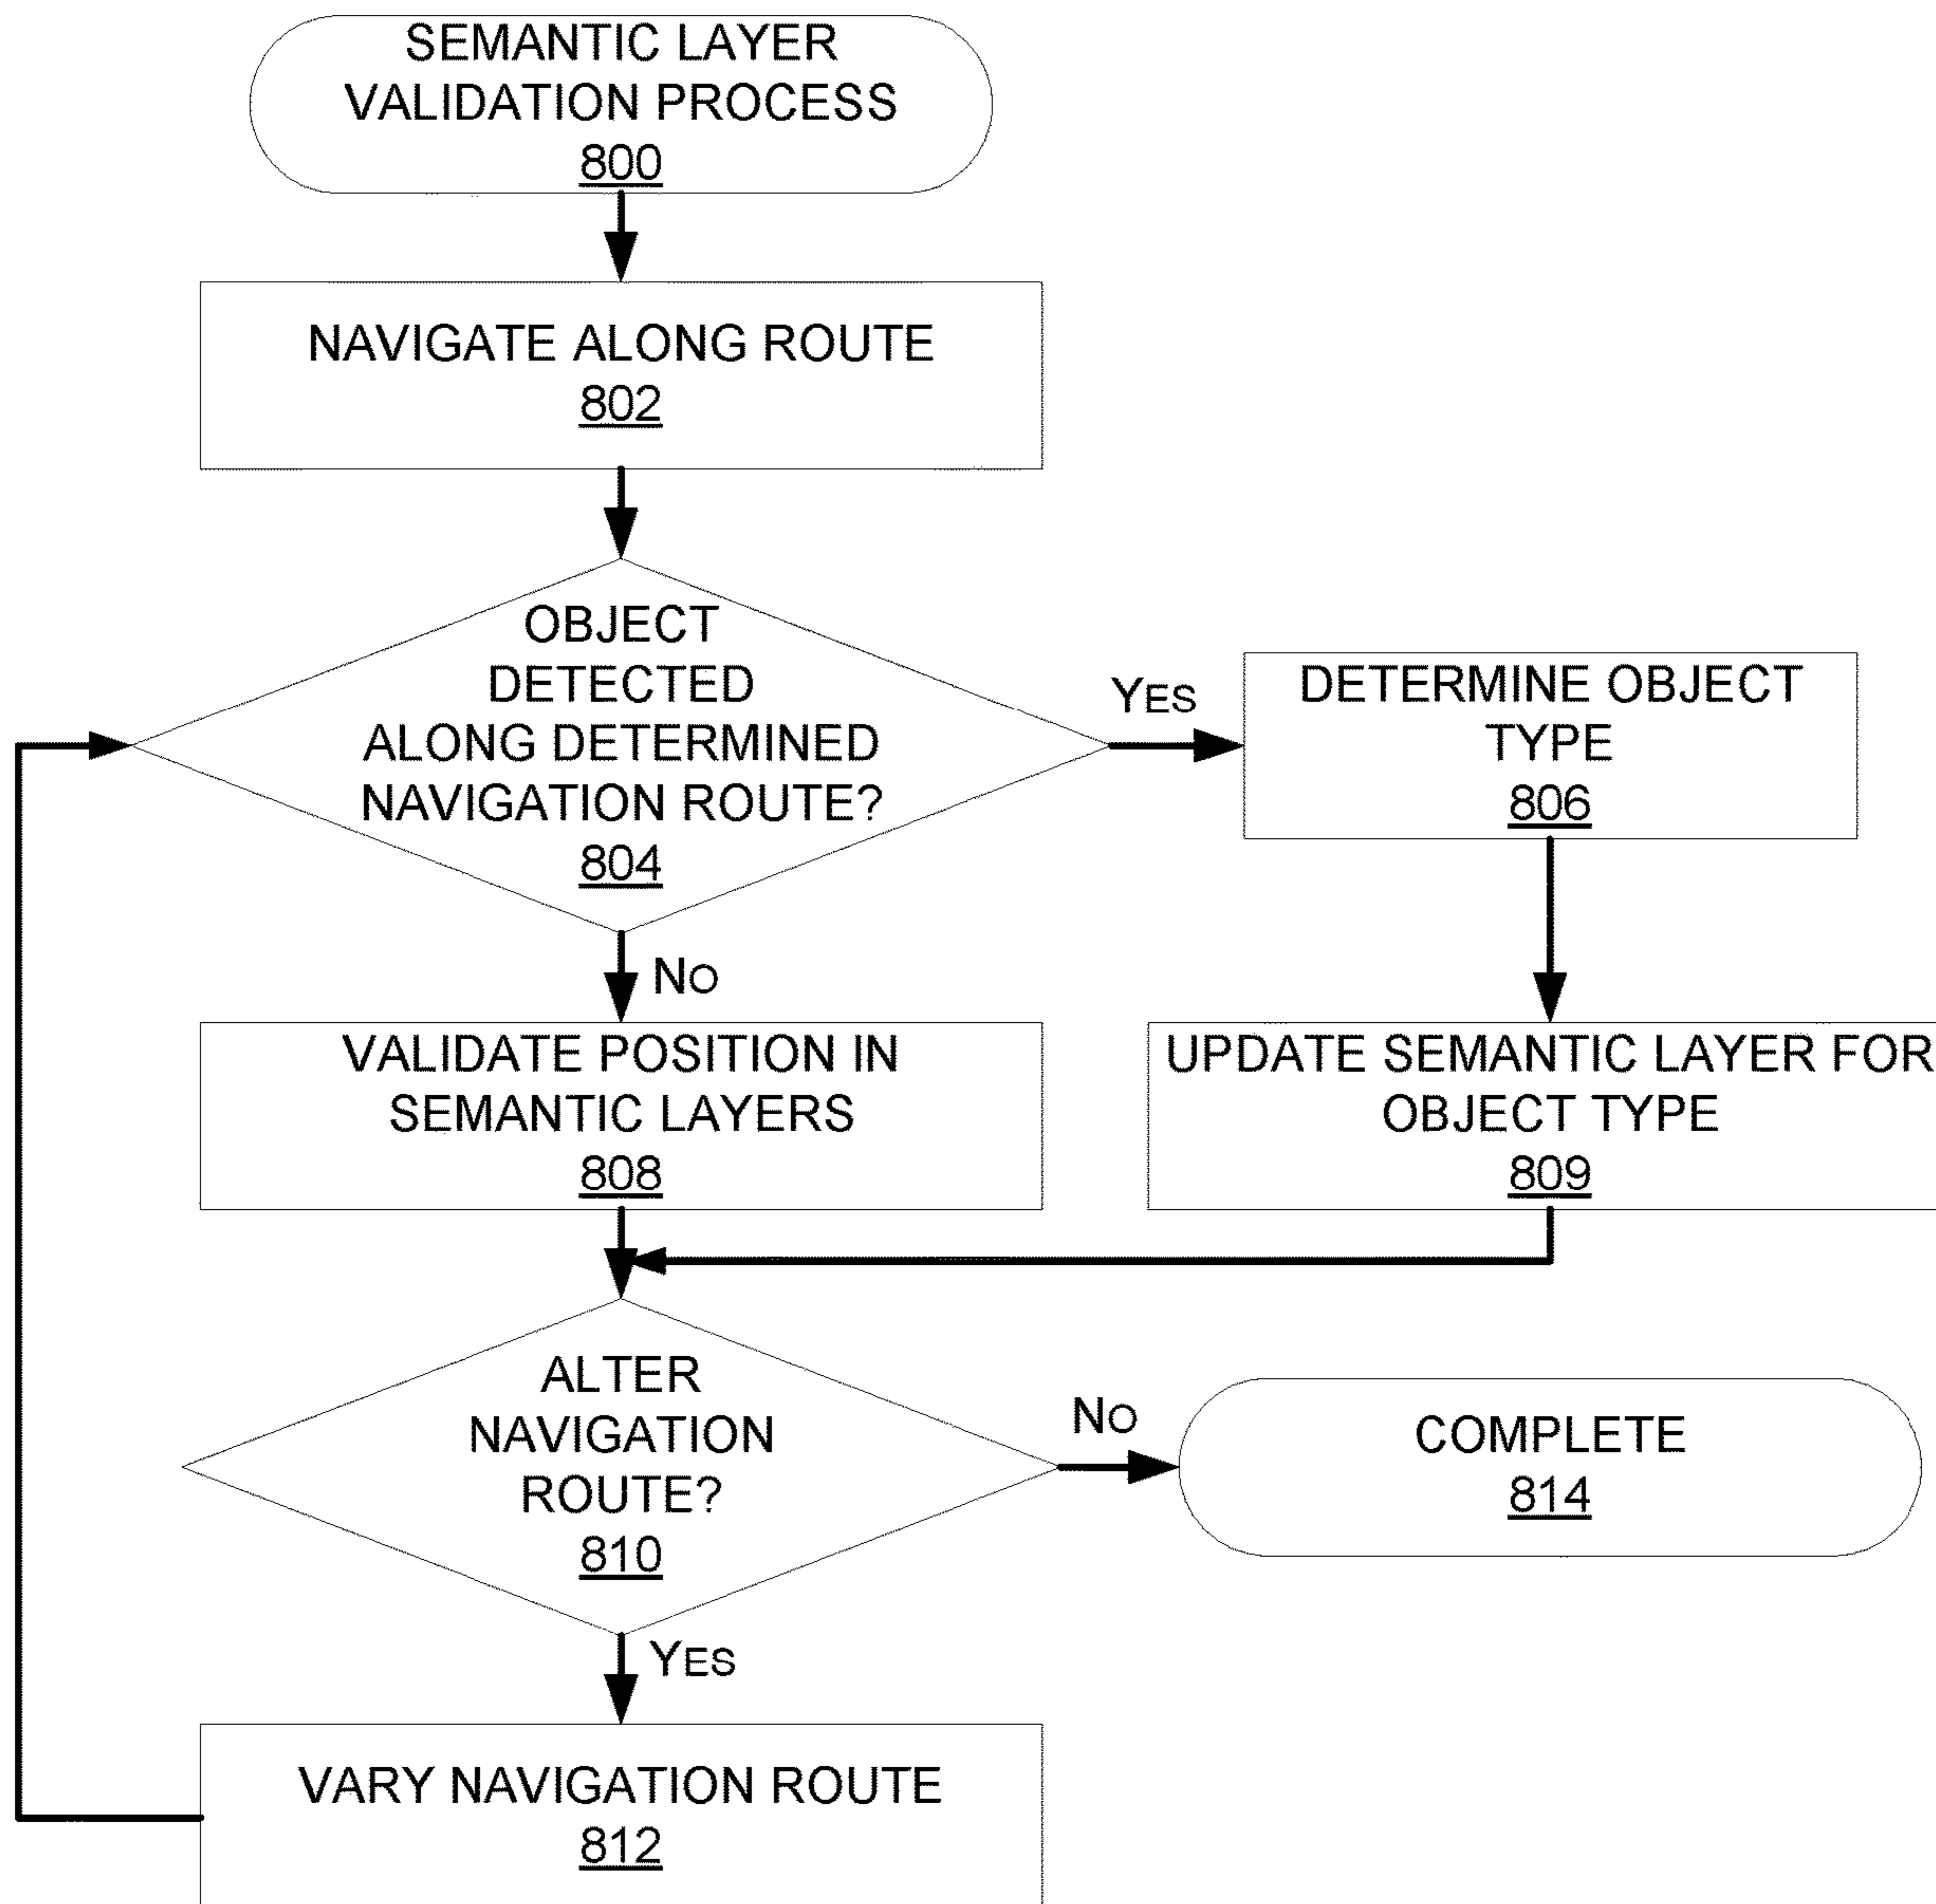 SEMANTIC LAYER
VALIDATION PROCESS
800
NAVIGATE ALONG ROUTE
802
OBJECT
DETECTED
ALONG DETERMINED
NAVIGATION ROUTE?
804
YES
DETERMINE OBJECT
TYPE
806
NO
VALIDATE POSITION IN
SEMANTIC LAYERS
808
UPDATE SEMANTIC LAYER FOR
OBJECT TYPE
809
ALTER
NAVIGATION
ROUTE?
810
NO
COMPLETE
814
YES
VARY NAVIGATION ROUTE
812